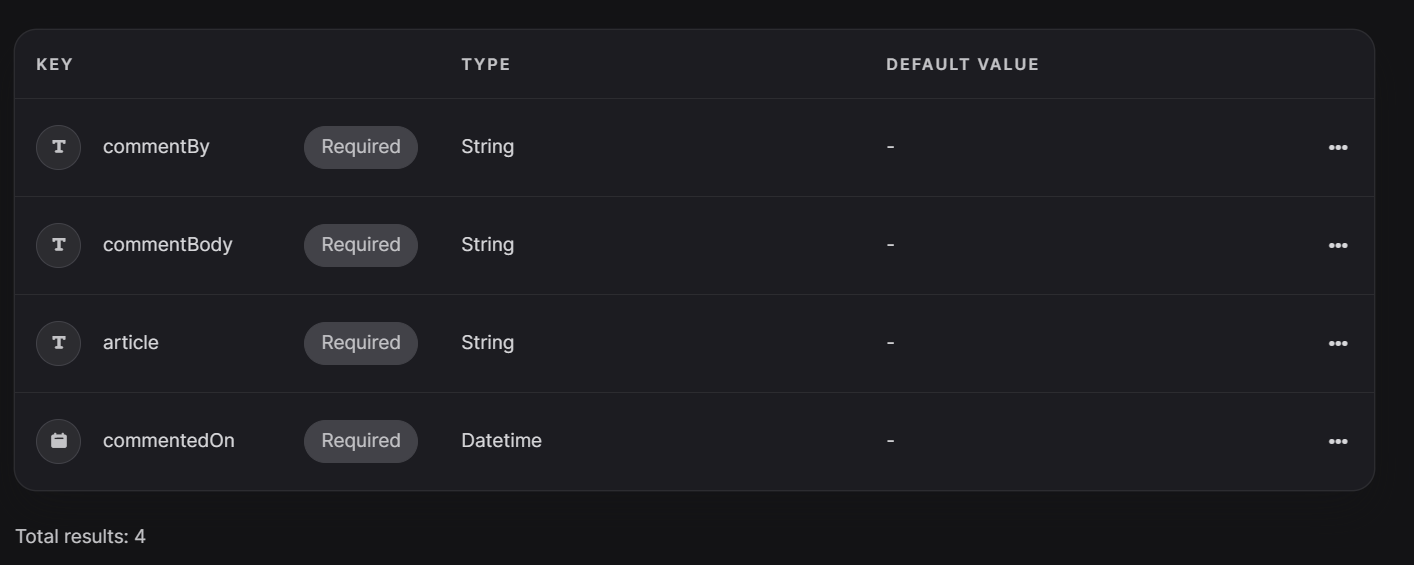 KEY TYPE DEFAULT VALUE
commentBy Required String -
commentBody Required String -
article Required String -
commentedOn Required Datetime -
Total results: 4